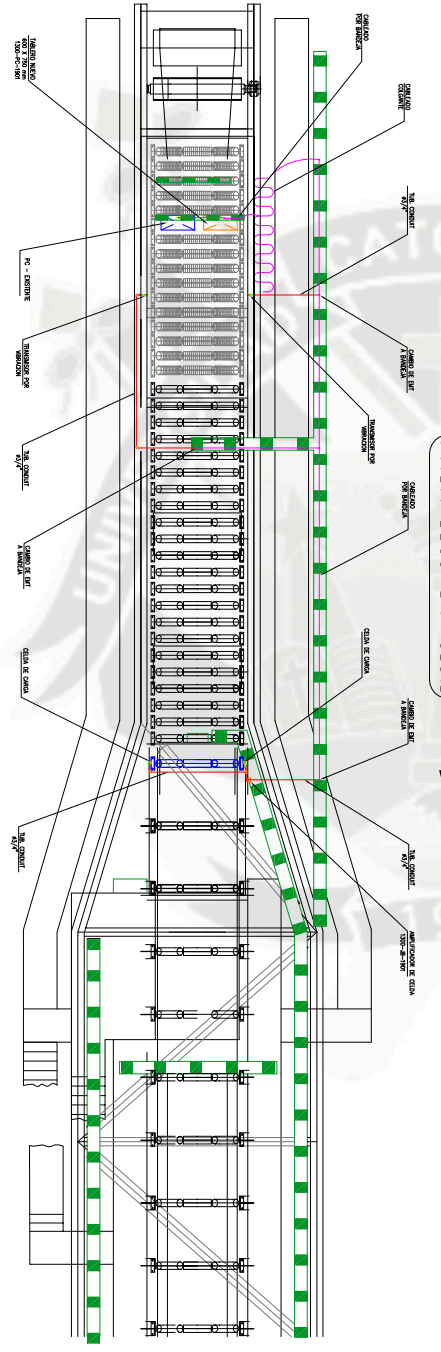 CABLEADO
POR BANDEJA
CABLEADO
COLGANTE
TUB. CONDUIT
ø3/4"
CAMBIO DE EMT.
A BANDEJA
TRANSMISOR POR
VIBRACION
CABLEADO
POR BANDEJA
CELDA DE CARGA
CAMBIO DE EMT.
A BANDEJA
TUB. CONDUIT
ø3/4"
AMPLIFICADOR DE CELDA
1300-JB-1901
TABLERO NUEVO
600 X 750 mm
1300-PC-1901
PC - EXISTENTE
TRANSMISOR POR
VIBRACION
TUB. CONDUIT
ø3/4"
CAMBIO DE EMT.
A BANDEJA
CELDA DE CARGA
TUB. CONDUIT
ø3/4"